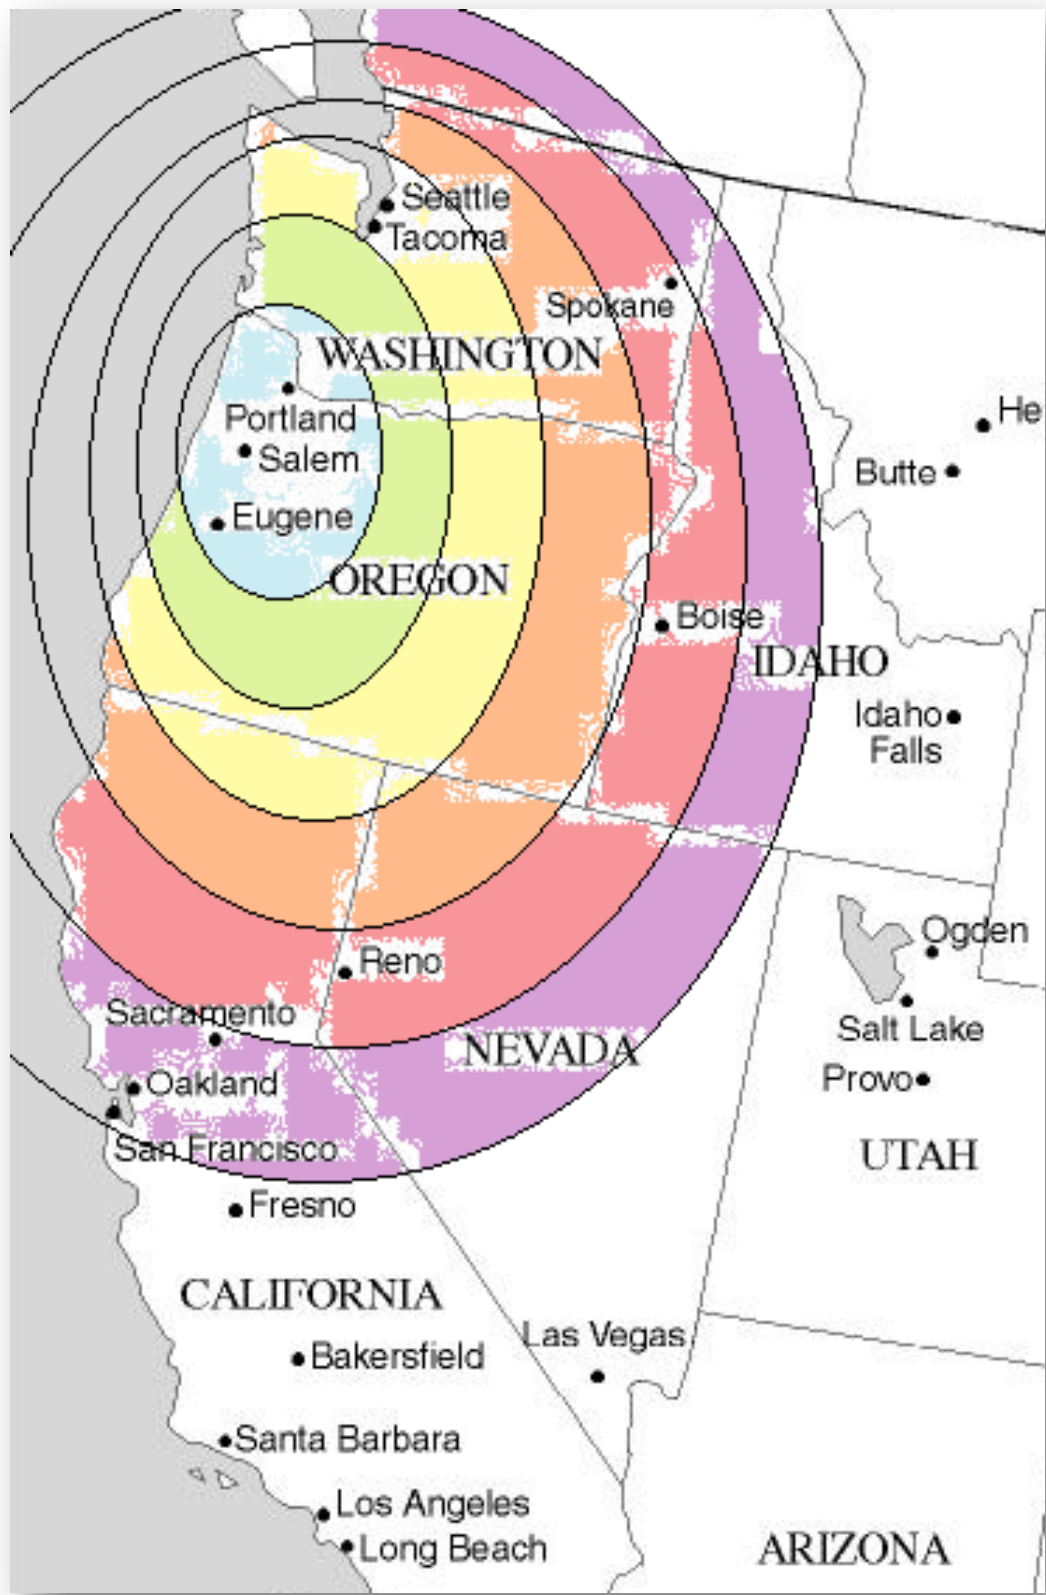 Seattle
Tacoma
Spokane
WASHINGTON
He
Portland
Salem
Butte
Eugene
OREGON
Boise
IDAHO
Idaho
Falls
Ogden
Reno
Sacramento
Salt Lake
NEVADA
Oakland
Provo
San Francisco
UTAH
Fresno
CALIFORNIA
Las Vegas
Bakersfield
Santa Barbara
Los Angeles
Long Beach
ARIZONA